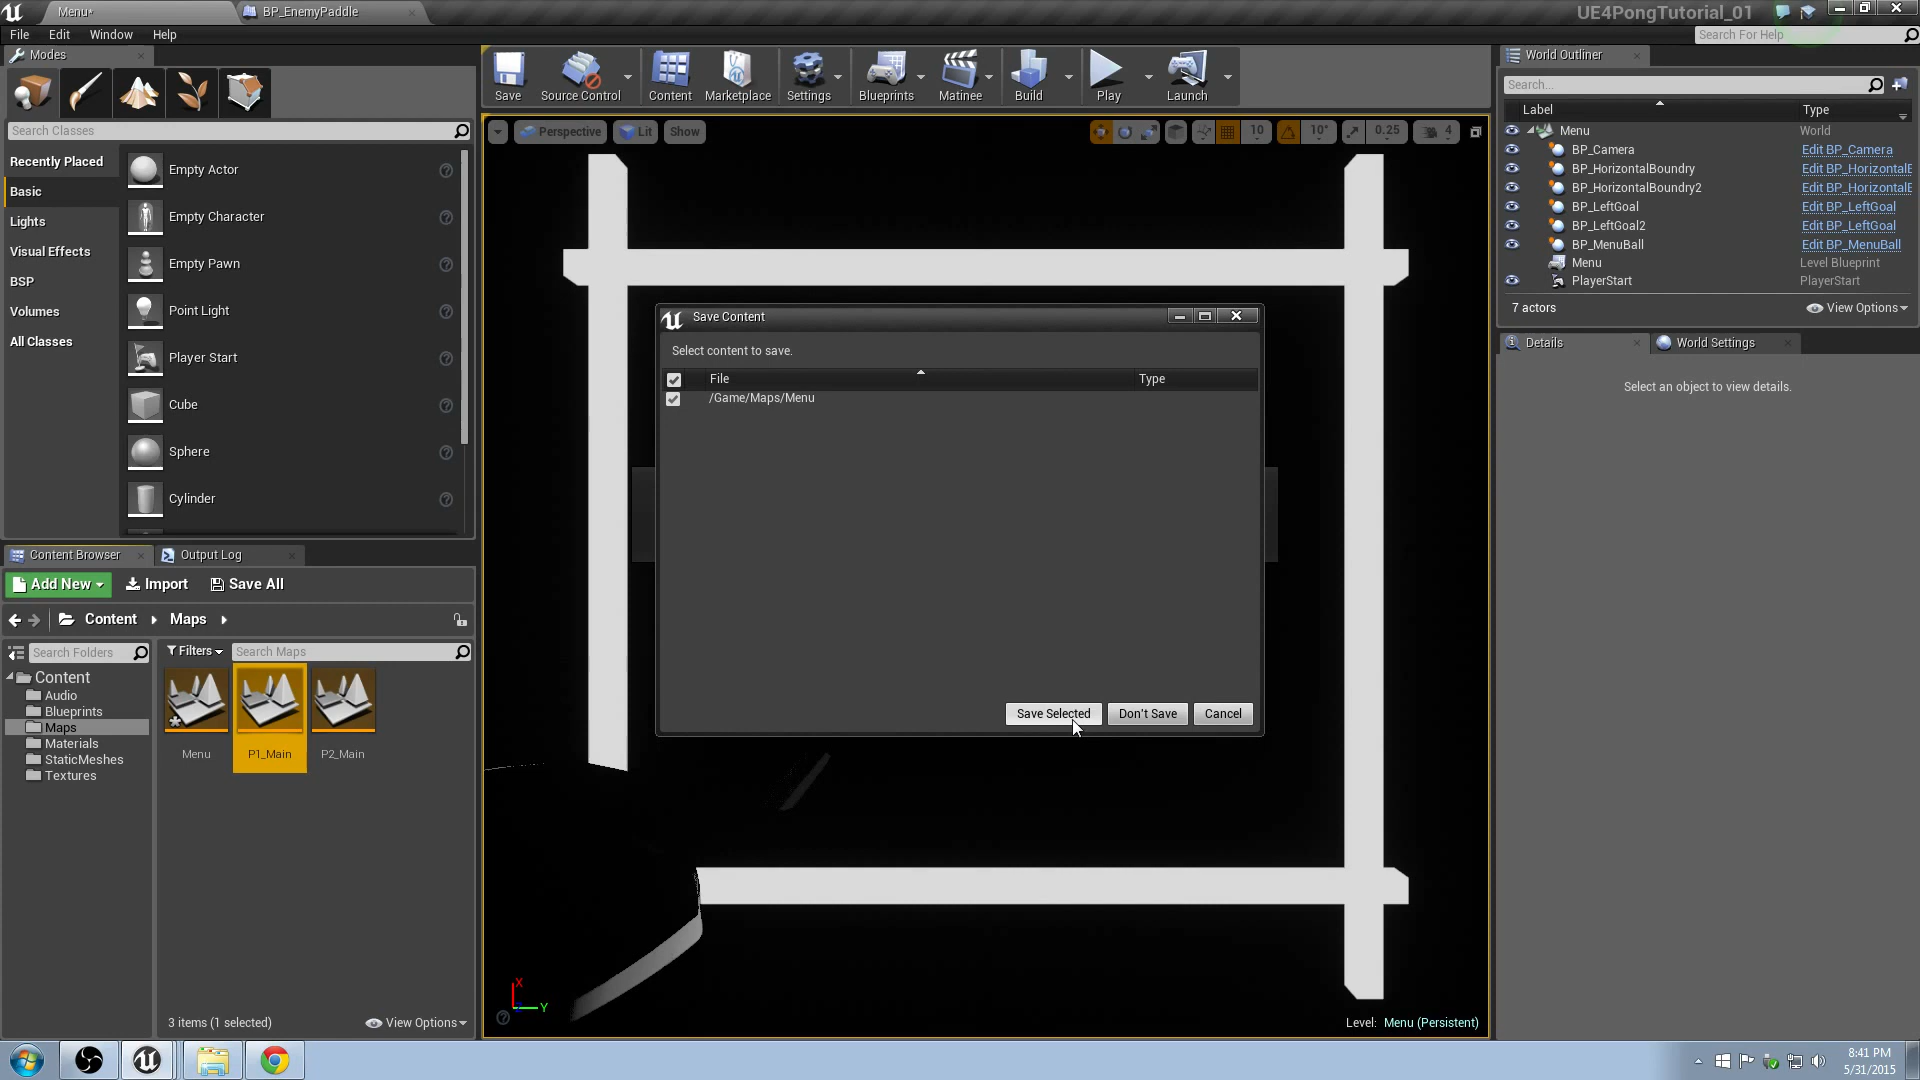 Menu*
BP_EnemyPaddle
UE4PongTutorial_01
File Edit Window Help
Search For Help
Modes
Search Classes
Recently Placed
Basic
Lights
Visual Effects
BSP
Volumes
All Classes
Empty Actor
Empty Character
Empty Pawn
Point Light
Player Start
Cube
Sphere
Cylinder
Save
Source Control
Content
Marketplace
Settings
Blueprints
Matinee
Build
Play
Launch
Perspective
Lit
Show
10
10°
0.25
4
World Outliner
Search...
Label Type
Menu World
BP_Camera Edit BP_Camera
BP_HorizontalBoundry Edit BP_HorizontalE
BP_HorizontalBoundry2 Edit BP_HorizontalE
BP_LeftGoal Edit BP_LeftGoal
BP_LeftGoal2 Edit BP_LeftGoal
BP_MenuBall Edit BP_MenuBall
Menu Level Blueprint
PlayerStart PlayerStart
7 actors
View Options
Details
World Settings
Select an object to view details.
Save Content
Select content to save.
File Type
/Game/Maps/Menu
Save Selected
Don't Save
Cancel
Content Browser
Output Log
Add New
Import
Save All
Content
Maps
Search Folders
Filters
Search Maps
Content
Audio
Blueprints
Maps
Materials
StaticMeshes
Textures
Menu
P1_Main
P2_Main
3 items (1 selected)
View Options
X
Y
Level: Menu (Persistent)
8:41 PM
5/31/2015